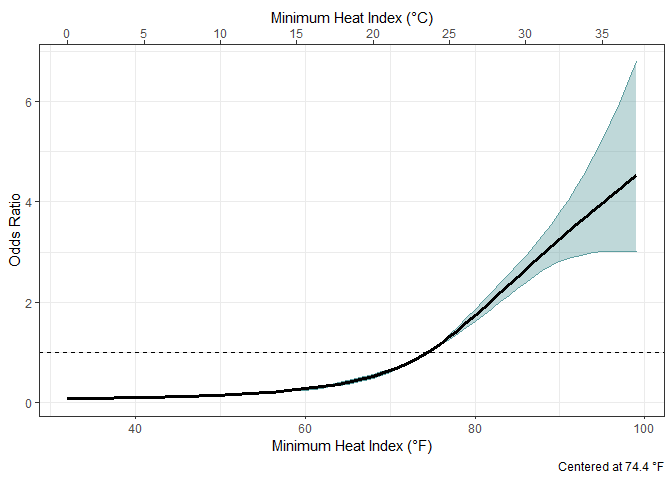 Minimum Heat Index (°C)
0 5 10 15 20 25 30 35
Odds Ratio
6
4
2
0
40 60 80 100
Minimum Heat Index (°F)
Centered at 74.4 °F